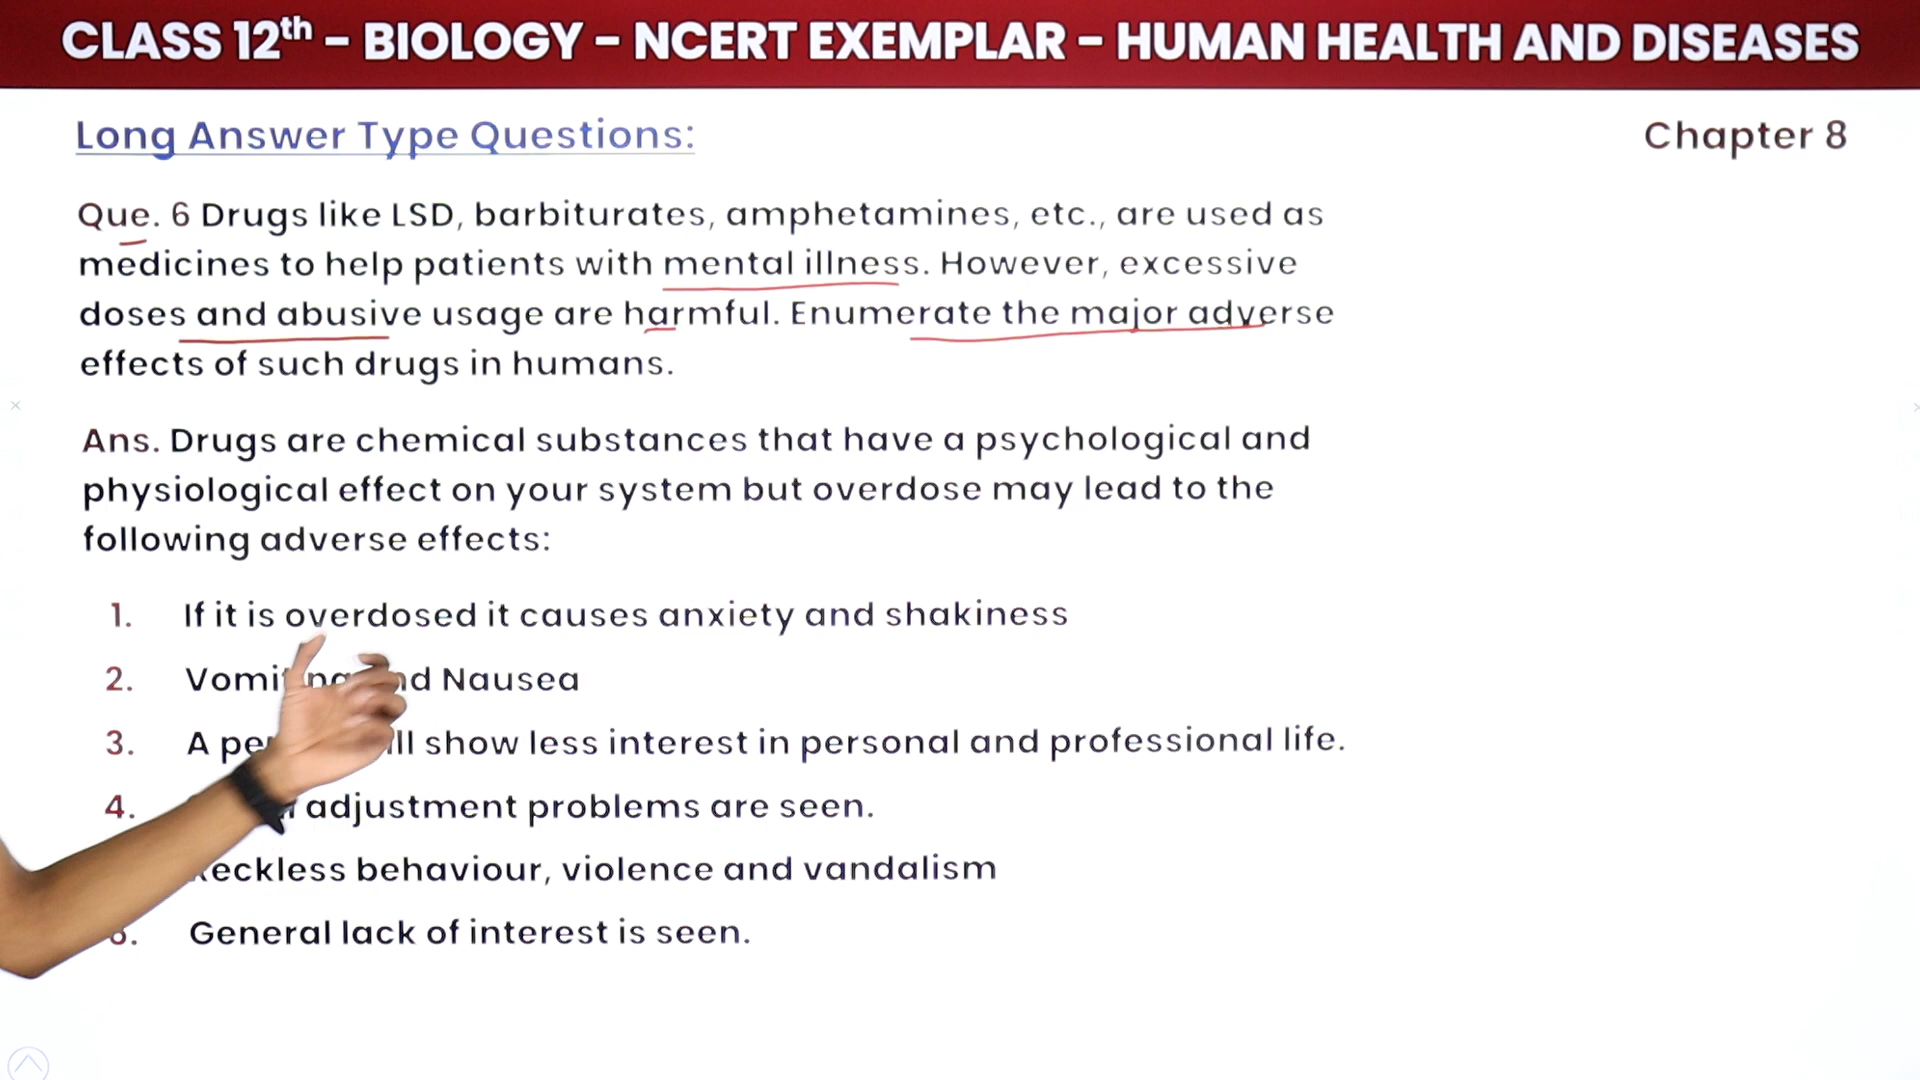 CLASS 12th – BIOLOGY – NCERT EXEMPLAR – HUMAN HEALTH AND DISEASES
Long Answer Type Questions:
Chapter 8
Que. 6 Drugs like LSD, barbiturates, amphetamines, etc., are used as
medicines to help patients with mental illness. However, excessive
doses and abusive usage are harmful. Enumerate the major adverse
effects of such drugs in humans.
Ans. Drugs are chemical substances that have a psychological and
physiological effect on your system but overdose may lead to the
following adverse effects:
1. If it is overdosed it causes anxiety and shakiness
2. Vomiting and Nausea
3. A show less interest in personal and professional life.
4. adjustment problems are seen.
Reckless behaviour, violence and vandalism
6. General lack of interest is seen.